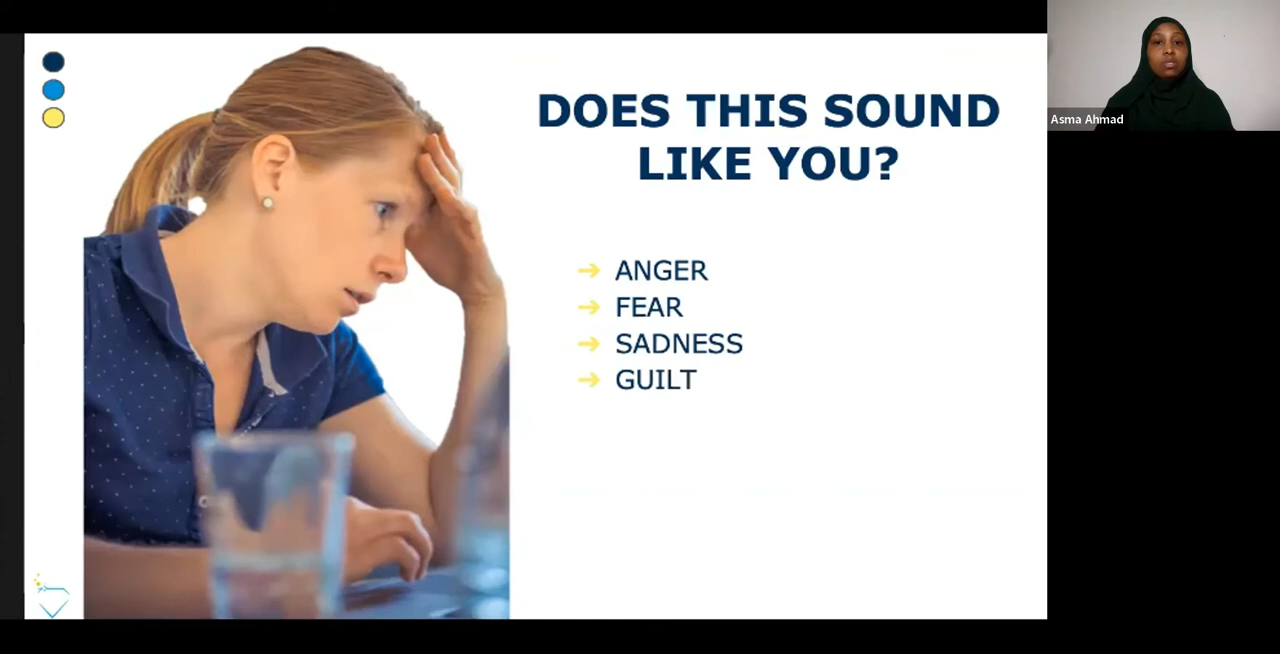 DOES THIS SOUND
LIKE YOU?
➔ ANGER
➔ FEAR
➔ SADNESS
➔ GUILT
Asma Ahmad